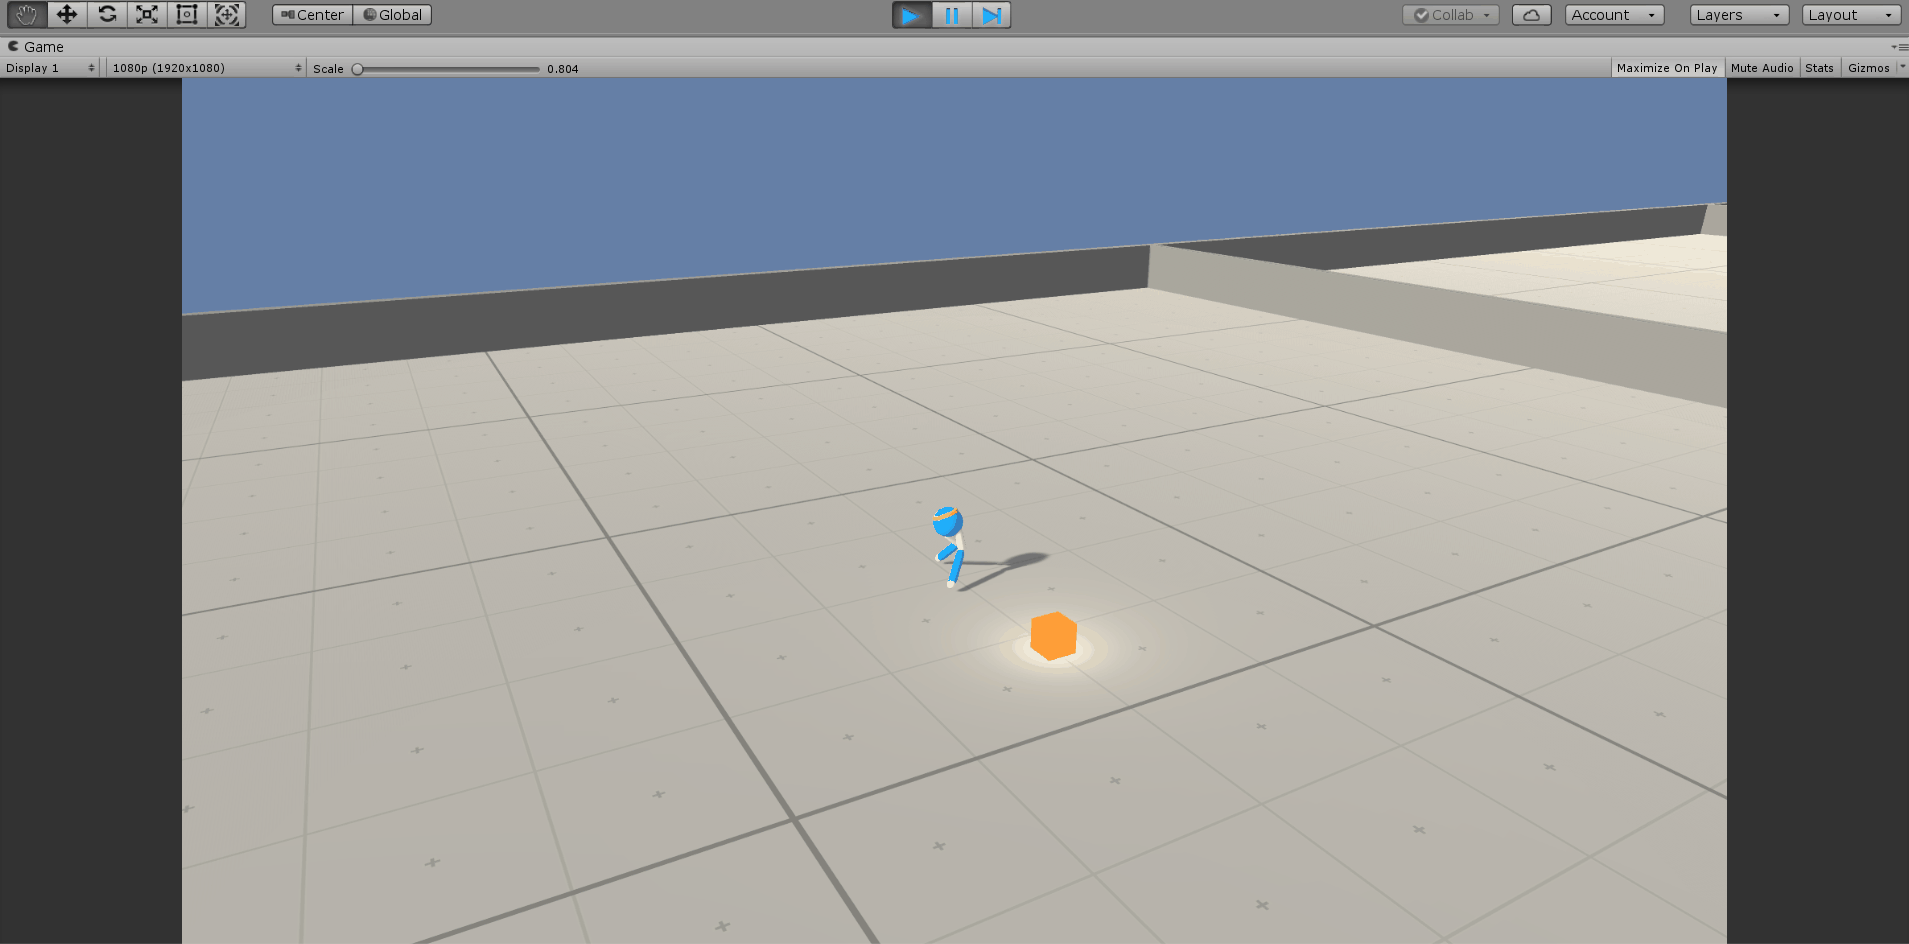 Center Global Collab Account Layers Layout
Game
Display 1 1080p (1920x1080) Scale 0.804 Maximize On Play Mute Audio Stats Gizmos